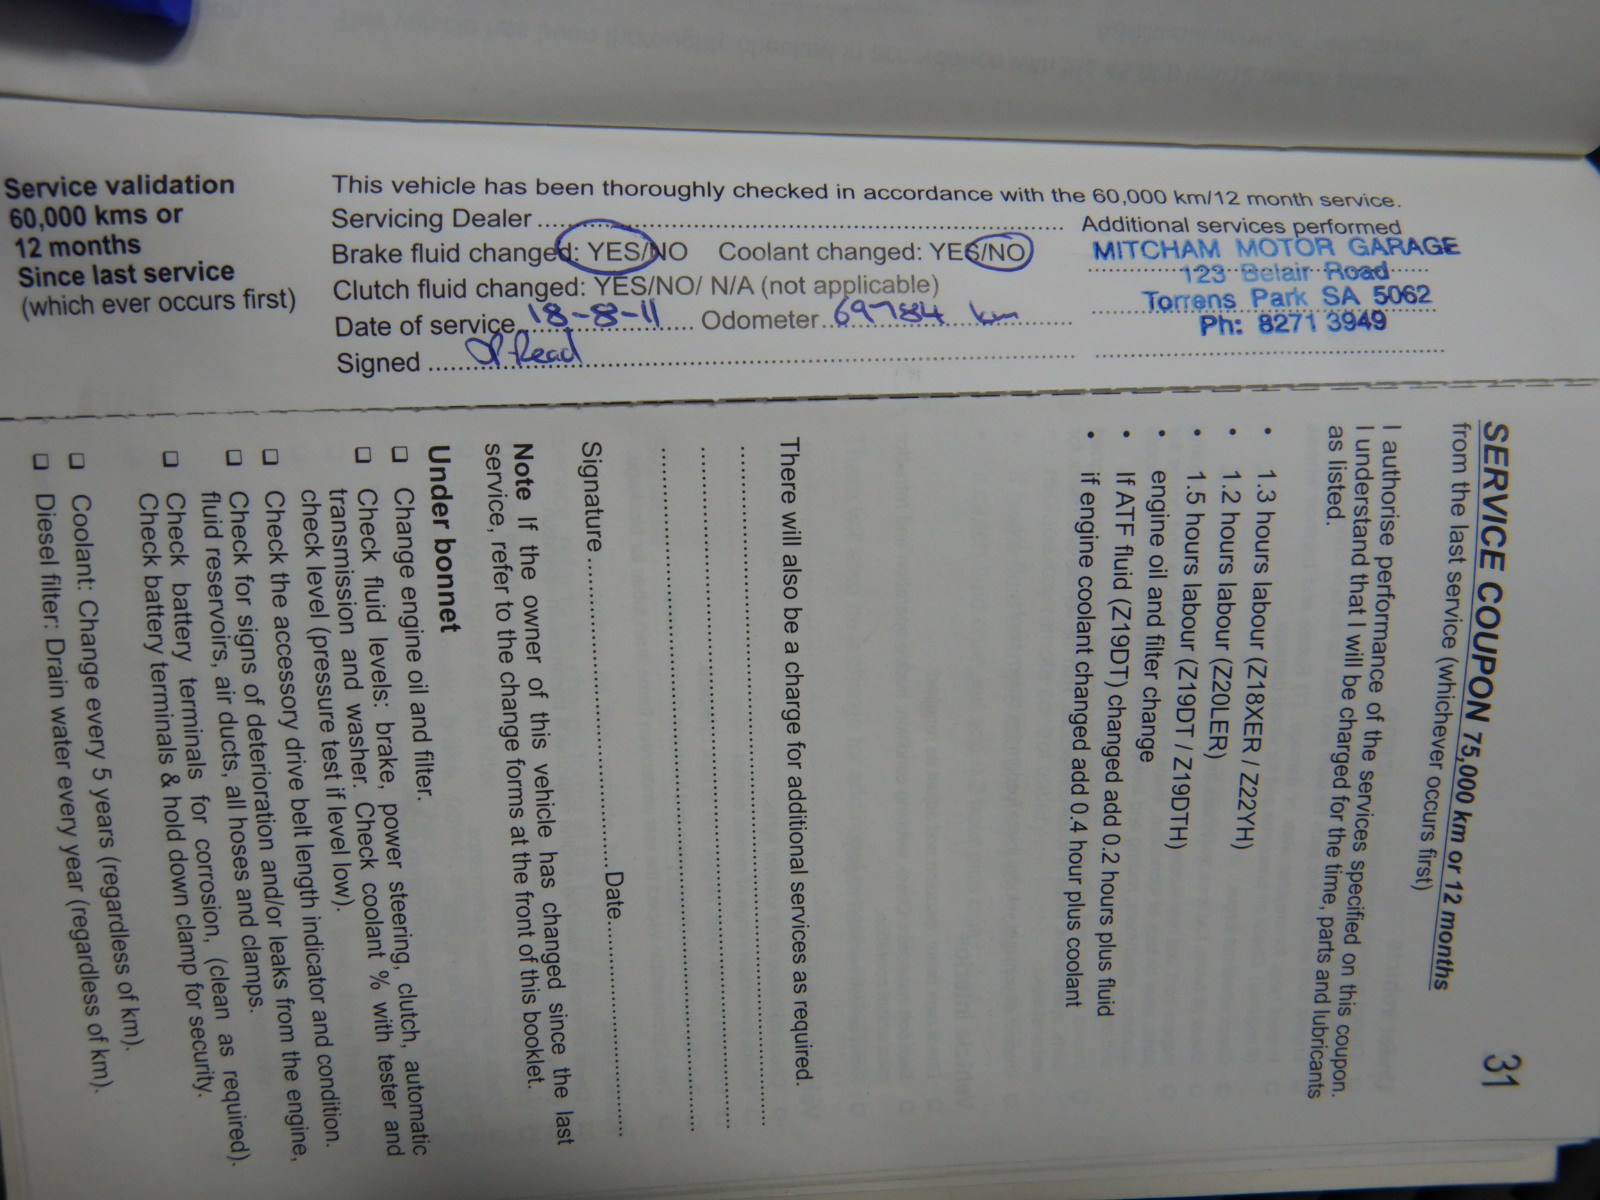 Service validation
60,000 kms or
12 months
Since last service
(which ever occurs first)
This vehicle has been thoroughly checked in accordance with the 60,000 km/12 month service.
Servicing Dealer
Brake fluid changed: YES/NO Coolant changed: YES/NO
Clutch fluid changed: YES/NO/ N/A (not applicable)
Date of service 18-8-11 Odometer 69784 km
Signed
Additional services performed
MITCHAM MOTOR GARAGE
123 Belair Road
Torrens Park SA 5062
Ph: 8271 3949
SERVICE COUPON 75,000 km or 12 months 31
from the last service (whichever occurs first)
I authorise performance of the services specified on this coupon.
I understand that I will be charged for the time, parts and lubricants
as listed.
• 1.3 hours labour (Z18XER / Z22YH)
• 1.2 hours labour (Z20LER)
• 1.5 hours labour (Z19DT / Z19DTH)
• engine oil and filter change
• If ATF fluid (Z19DT) changed add 0.2 hours plus fluid
• if engine coolant changed add 0.4 hour plus coolant
There will also be a charge for additional services as required.
Signature Date
Note If the owner of this vehicle has changed since the last
service, refer to the change forms at the front of this booklet.
Under bonnet
❑ Change engine oil and filter.
❑ Check fluid levels: brake, power steering, clutch, automatic
transmission and washer. Check coolant % with tester and
check level (pressure test if level low).
❑ Check the accessory drive belt length indicator and condition.
❑ Check for signs of deterioration and/or leaks from the engine,
fluid reservoirs, air ducts, all hoses and clamps.
❑ Check battery terminals for corrosion, (clean as required).
Check battery terminals & hold down clamp for security.
❑ Coolant: Change every 5 years (regardless of km).
❑ Diesel filter: Drain water every year (regardless of km).